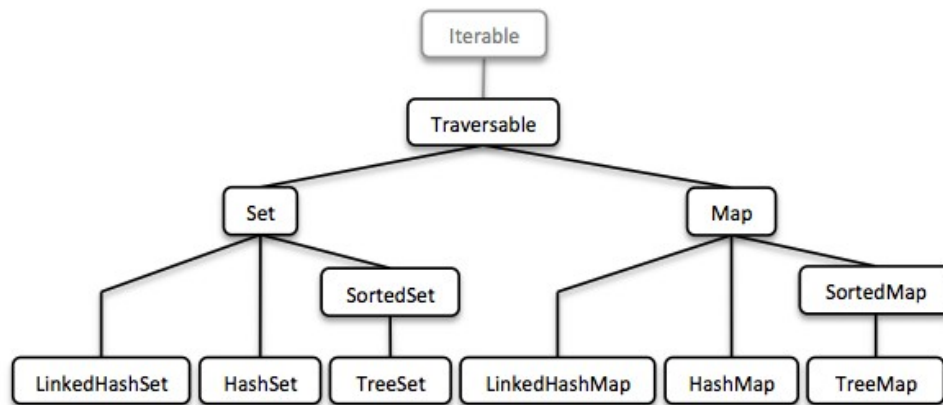 Iterable
Traversable
Set
Map
SortedSet
SortedMap
LinkedHashSet
HashSet
TreeSet
LinkedHashMap
HashMap
TreeMap